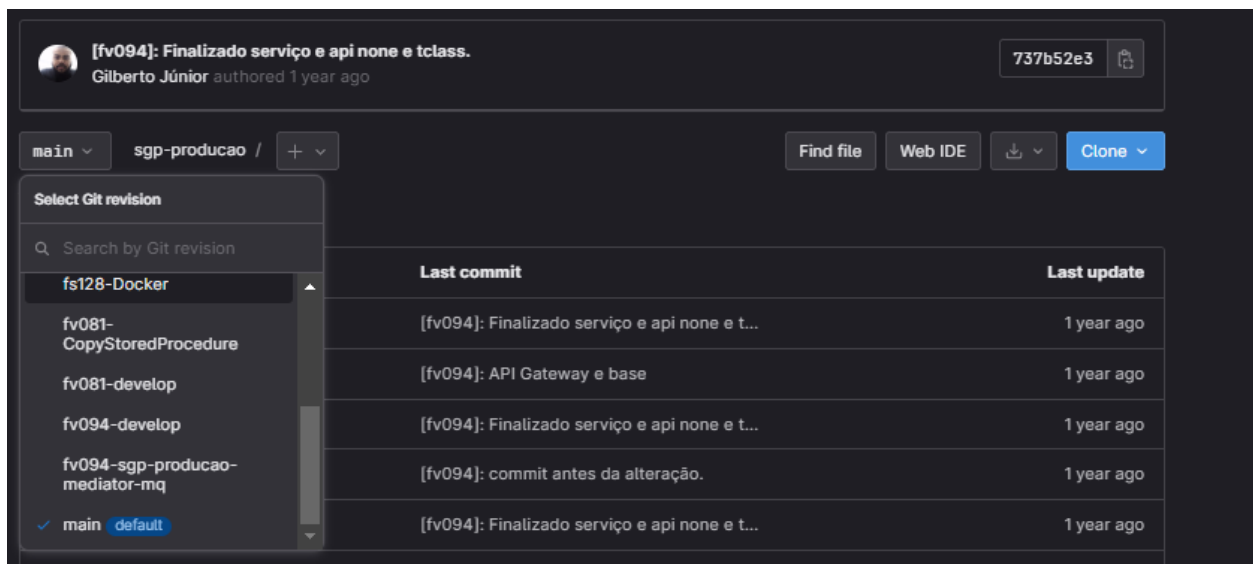 [fv094]: Finalizado serviço e api none e tclass.
Gilberto Júnior authored 1 year ago
737b52e3
main
sgp-producao /
Find file
Web IDE
Clone
Select Git revision
Search by Git revision
fs128-Docker
fv081-
CopyStoredProcedure
fv081-develop
fv094-develop
fv094-sgp-producao-
mediator-mq
main default
Last commit
Last update
[fv094]: Finalizado serviço e api none e t...
1 year ago
[fv094]: API Gateway e base
1 year ago
[fv094]: Finalizado serviço e api none e t...
1 year ago
[fv094]: commit antes da alteração.
1 year ago
[fv094]: Finalizado serviço e api none e t...
1 year ago